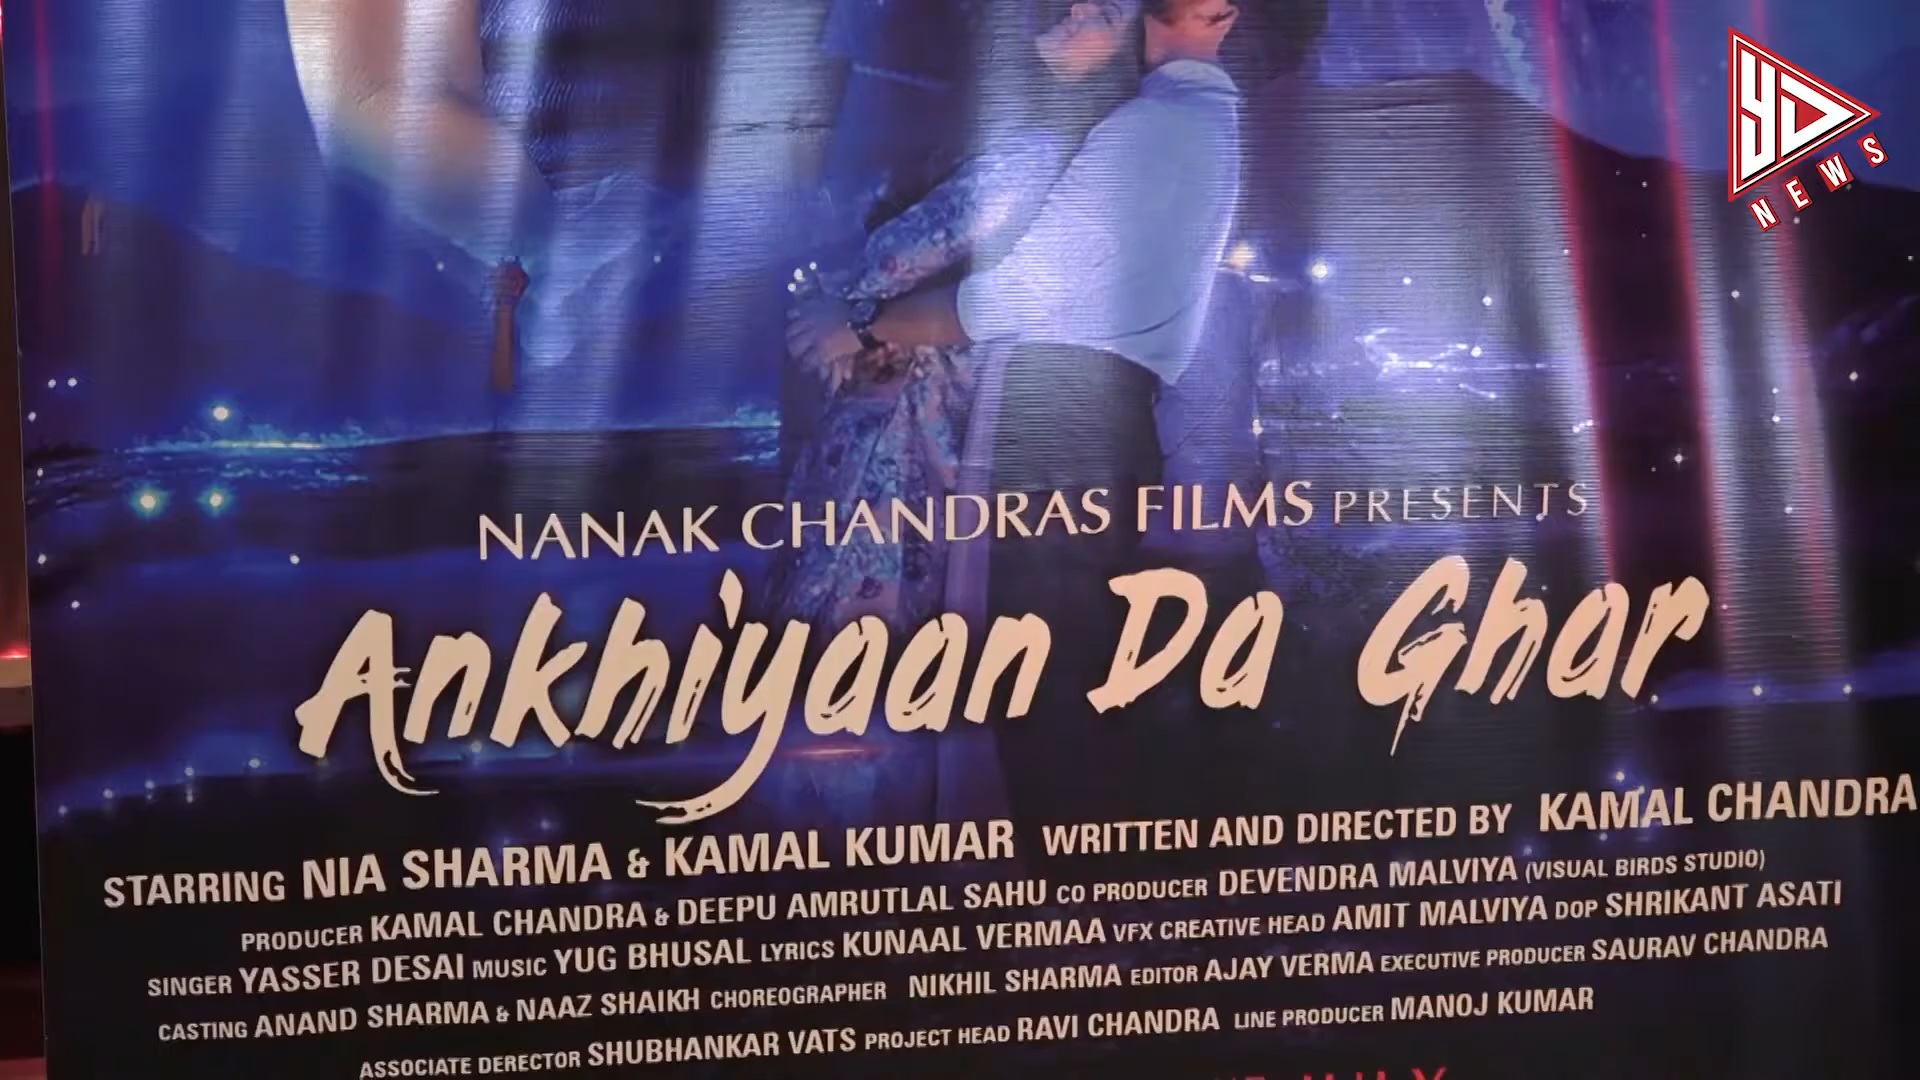 YD
NEWS
NANAK CHANDRAS FILMS PRESENTS
Ankhiyaan Da Ghar
STARRING NIA SHARMA & KAMAL KUMAR WRITTEN AND DIRECTED BY KAMAL CHANDRA
PRODUCER KAMAL CHANDRA & DEEPU AMRUTLAL SAHU CO PRODUCER DEVENDRA MALVIYA (VISUAL BIRDS STUDIO)
SINGER YASSER DESAI MUSIC YUG BHUSAL LYRICS KUNAAL VERMAA VFX CREATIVE HEAD AMIT MALVIYA DOP SHRIKANT ASATI
CASTING ANAND SHARMA & NAAZ SHAIKH CHOREOGRAPHER NIKHIL SHARMA EDITOR AJAY VERMA EXECUTIVE PRODUCER SAURAV CHANDRA
ASSOCIATE DERECTOR SHUBHANKAR VATS PROJECT HEAD RAVI CHANDRA LINE PRODUCER MANOJ KUMAR